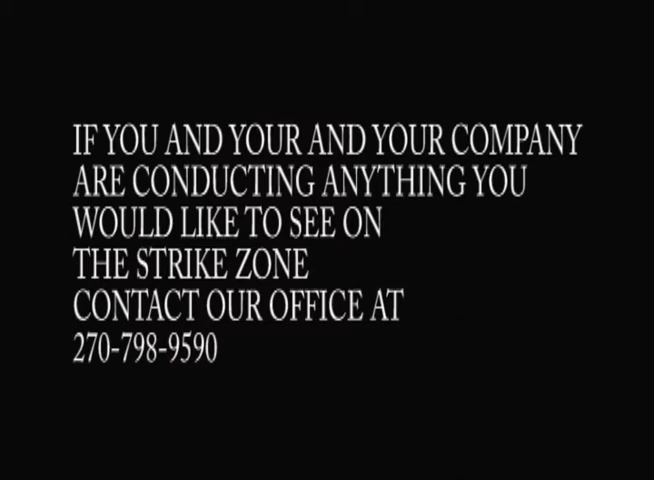 IF YOU AND YOUR AND YOUR COMPANY
ARE CONDUCTING ANYTHING YOU
WOULD LIKE TO SEE ON
THE STRIKE ZONE
CONTACT OUR OFFICE AT
270-798-9590